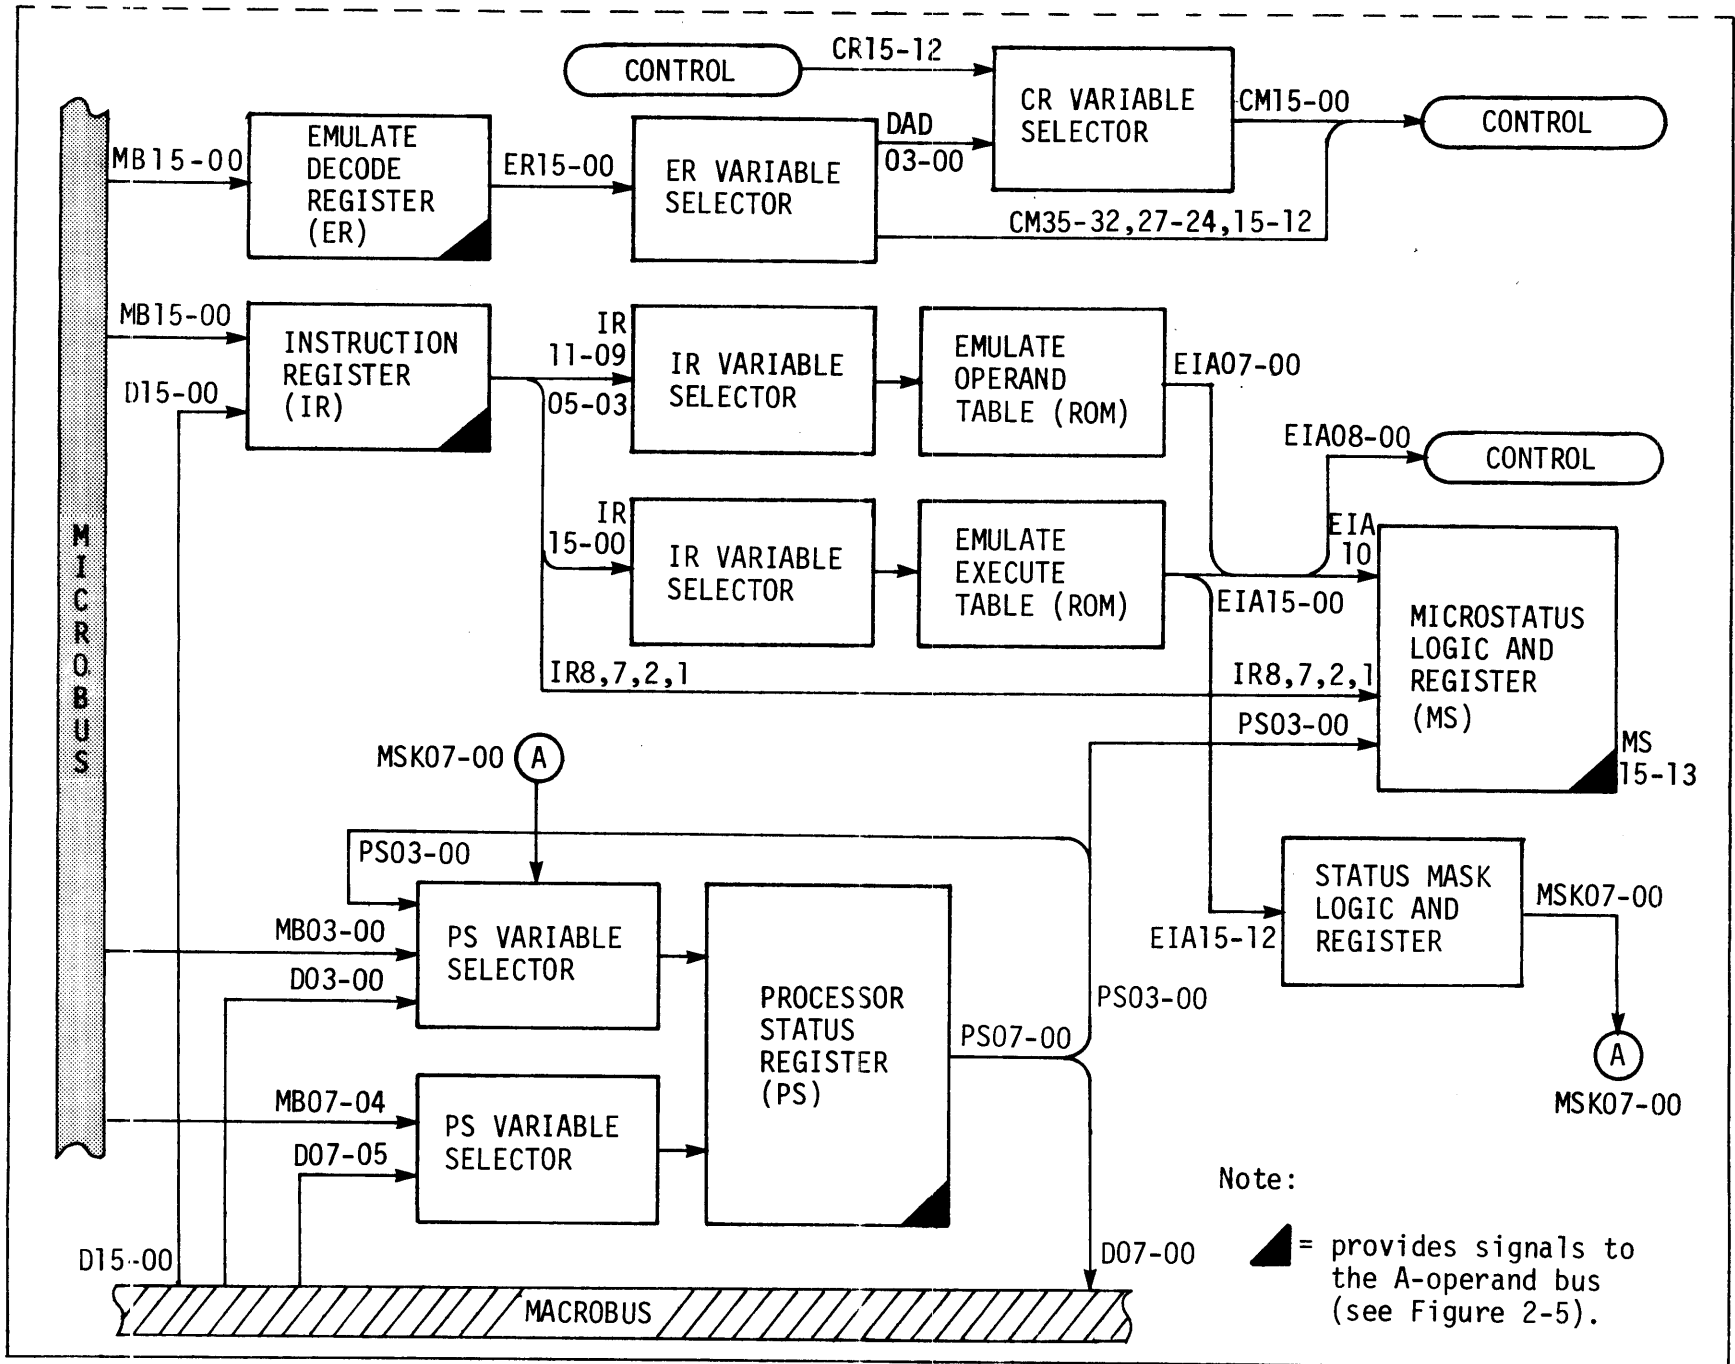 CR15-12
CONTROL
CR VARIABLE
SELECTOR
CM15-00
CONTROL
MB15-00
EMULATE
DECODE
REGISTER
(ER)
ER15-00
ER VARIABLE
SELECTOR
DAD
03-00
CM35-32,27-24,15-12
MB15-00
D15-00
INSTRUCTION
REGISTER
(IR)
IR
11-09
05-03
IR VARIABLE
SELECTOR
EMULATE
OPERAND
TABLE (ROM)
EIA07-00
EIA08-00
CONTROL
IR
15-00
IR VARIABLE
SELECTOR
EMULATE
EXECUTE
TABLE (ROM)
EIA
10
EIA15-00
MICROSTATUS
LOGIC AND
REGISTER
(MS)
IR8,7,2,1
IR8,7,2,1
PS03-00
MS
15-13
MICROBUS
MSK07-00
A
PS03-00
MB03-00
D03-00
PS VARIABLE
SELECTOR
PROCESSOR
STATUS
REGISTER
(PS)
PS07-00
PS03-00
EIA15-12
STATUS MASK
LOGIC AND
REGISTER
MSK07-00
A
MSK07-00
MB07-04
D07-05
PS VARIABLE
SELECTOR
D15-00
D07-00
MACROBUS
Note:
= provides signals to
the A-operand bus
(see Figure 2-5).